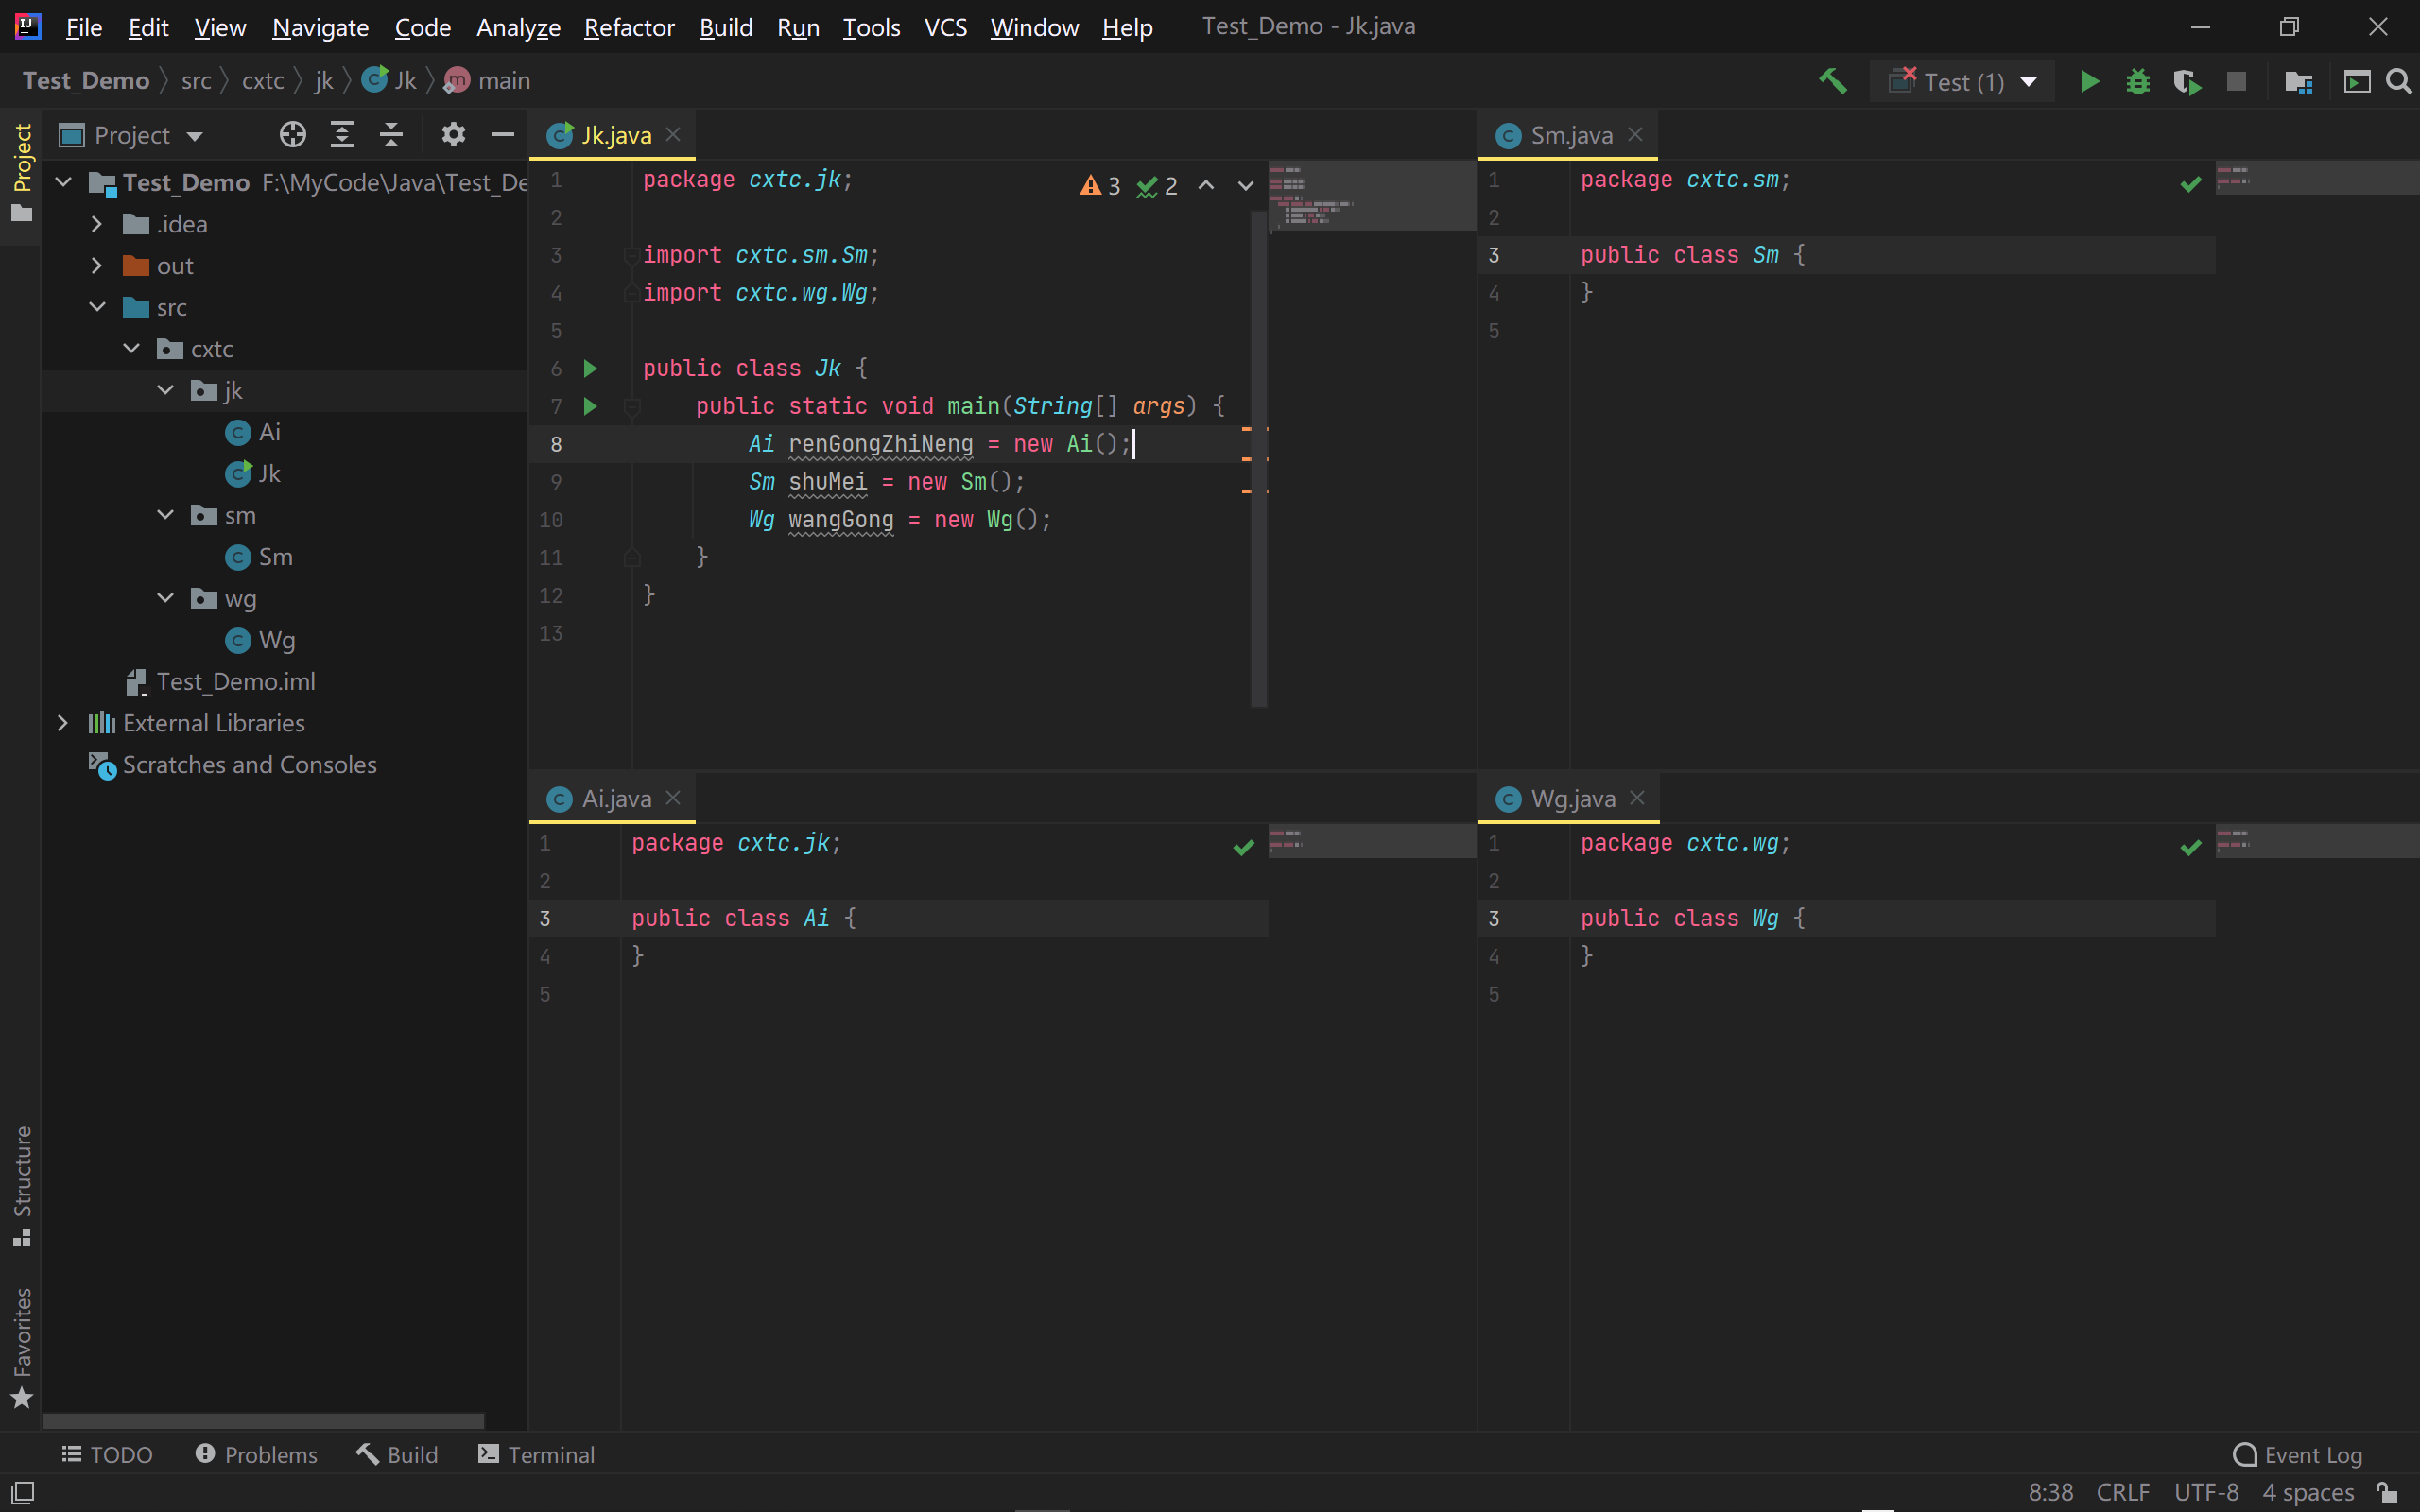 File Edit View Navigate Code Analyze Refactor Build Run Tools VCS Window Help Test_Demo - Jk.java
Test_Demo src cxtc jk Jk main Test (1)
Project
Project
Test_Demo F:\MyCode\Java\Test_De
.idea
out
src
cxtc
jk
Ai
Jk
sm
Sm
wg
Wg
Test_Demo.iml
External Libraries
Scratches and Consoles
Structure
Favorites
Jk.java
3 2
1 package cxtc.jk;
2
3 import cxtc.sm.Sm;
4 import cxtc.wg.Wg;
5
6 public class Jk {
7 public static void main(String[] args) {
8 Ai renGongZhiNeng = new Ai();
9 Sm shuMei = new Sm();
10 Wg wangGong = new Wg();
11 }
12 }
13
Sm.java
1 package cxtc.sm;
2
3 public class Sm {
4 }
5
Ai.java
1 package cxtc.jk;
2
3 public class Ai {
4 }
5
Wg.java
1 package cxtc.wg;
2
3 public class Wg {
4 }
5
TODO Problems Build Terminal Event Log
8:38 CRLF UTF-8 4 spaces